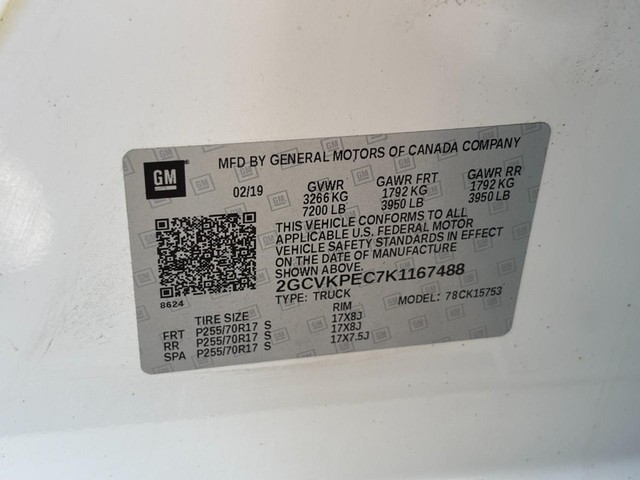 MFD BY GENERAL MOTORS OF CANADA COMPANY
GM
02/19 GVWR GAWR FRT GAWR RR
3266 KG 1792 KG 1792 KG
7200 LB 3950 LB 3950 LB
THIS VEHICLE CONFORMS TO ALL
APPLICABLE U.S. FEDERAL MOTOR
VEHICLE SAFETY STANDARDS IN EFFECT
ON THE DATE OF MANUFACTURE
SHOWN ABOVE.
2GCVKPEC7K1167488
8624
TYPE: TRUCK MODEL: 78CK15753
TIRE SIZE RIM
FRT P255/70R17 S 17X8J
RR P255/70R17 S 17X8J
SPA P255/70R17 S 17X7.5J